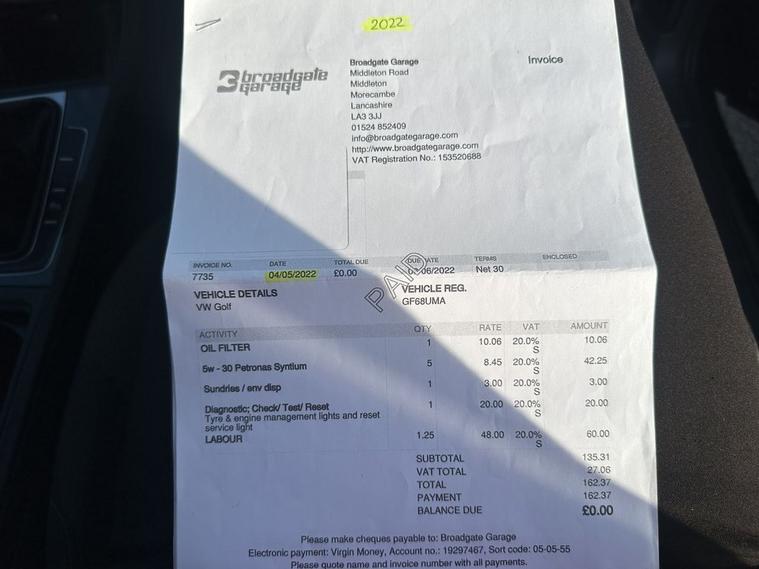 2022
broadgate
garage
Invoice
Broadgate Garage
Middleton Road
Middleton
Morecambe
Lancashire
LA3 3JJ
01524 852409
info@broadgategarage.com
http://www.broadgategarage.com
VAT Registration No.: 153520688
INVOICE NO. DATE TOTAL DUE DUE DATE TERMS ENCLOSED
7735 04/05/2022 £0.00 06/2022 Net 30
PAID
VEHICLE DETAILS VEHICLE REG.
VW Golf GF68UMA
ACTIVITY QTY RATE VAT AMOUNT
OIL FILTER 1 10.06 20.0% S 10.06
5w - 30 Petronas Syntium 5 8.45 20.0% S 42.25
Sundries / env disp 1 3.00 20.0% S 3.00
Diagnostic; Check/ Test/ Reset 1 20.00 20.0% S 20.00
Tyre & engine management lights and reset
service light
LABOUR 1.25 48.00 20.0% S 60.00
SUBTOTAL 135.31
VAT TOTAL 27.06
TOTAL 162.37
PAYMENT 162.37
BALANCE DUE £0.00
Please make cheques payable to: Broadgate Garage
Electronic payment: Virgin Money, Account no.: 19297467, Sort code: 05-05-55
Please quote name and invoice number with all payments.